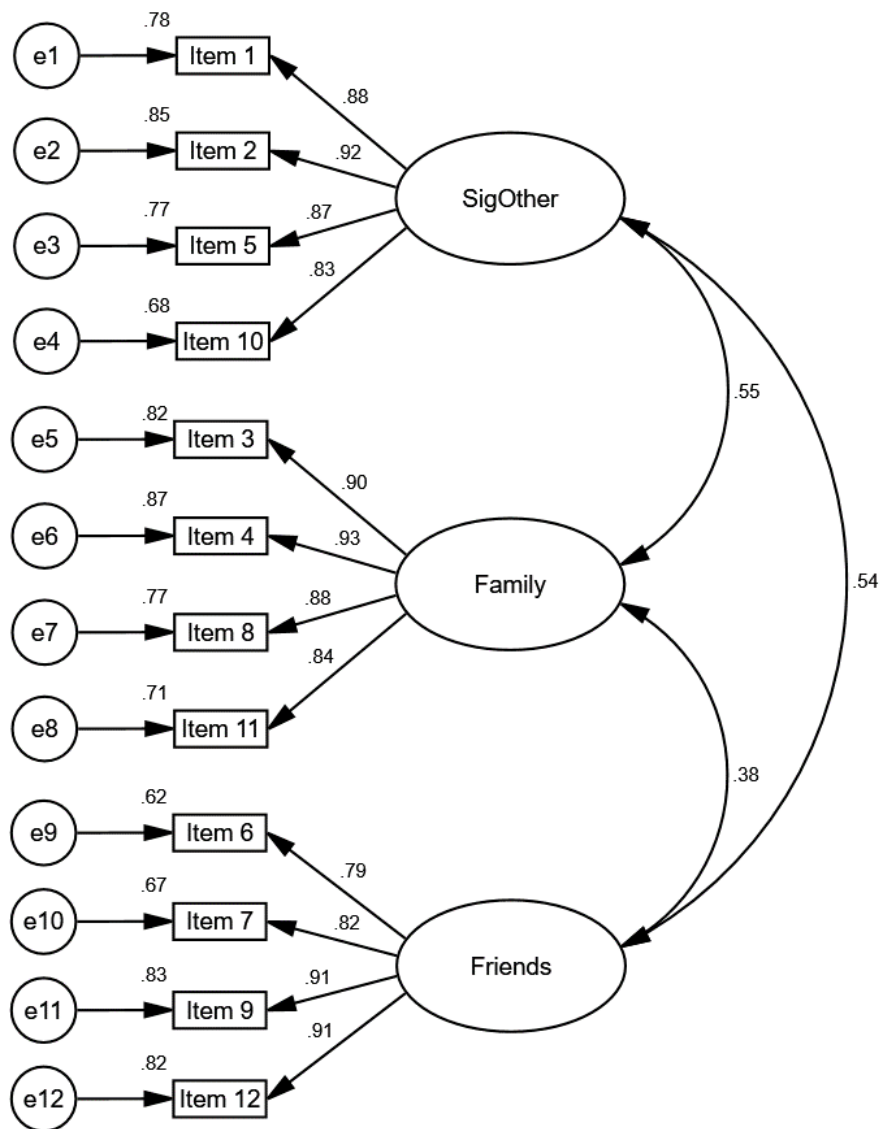 .78
e1
Item 1
.88
.85
e2
Item 2
.92
SigOther
.77
e3
Item 5
.87
.83
.68
e4
Item 10
.55
.82
e5
Item 3
.90
.87
e6
Item 4
.93
Family
.54
.77
e7
Item 8
.88
.84
.71
e8
Item 11
.38
.62
e9
Item 6
.79
.67
e10
Item 7
.82
Friends
.83
e11
Item 9
.91
.91
.82
e12
Item 12